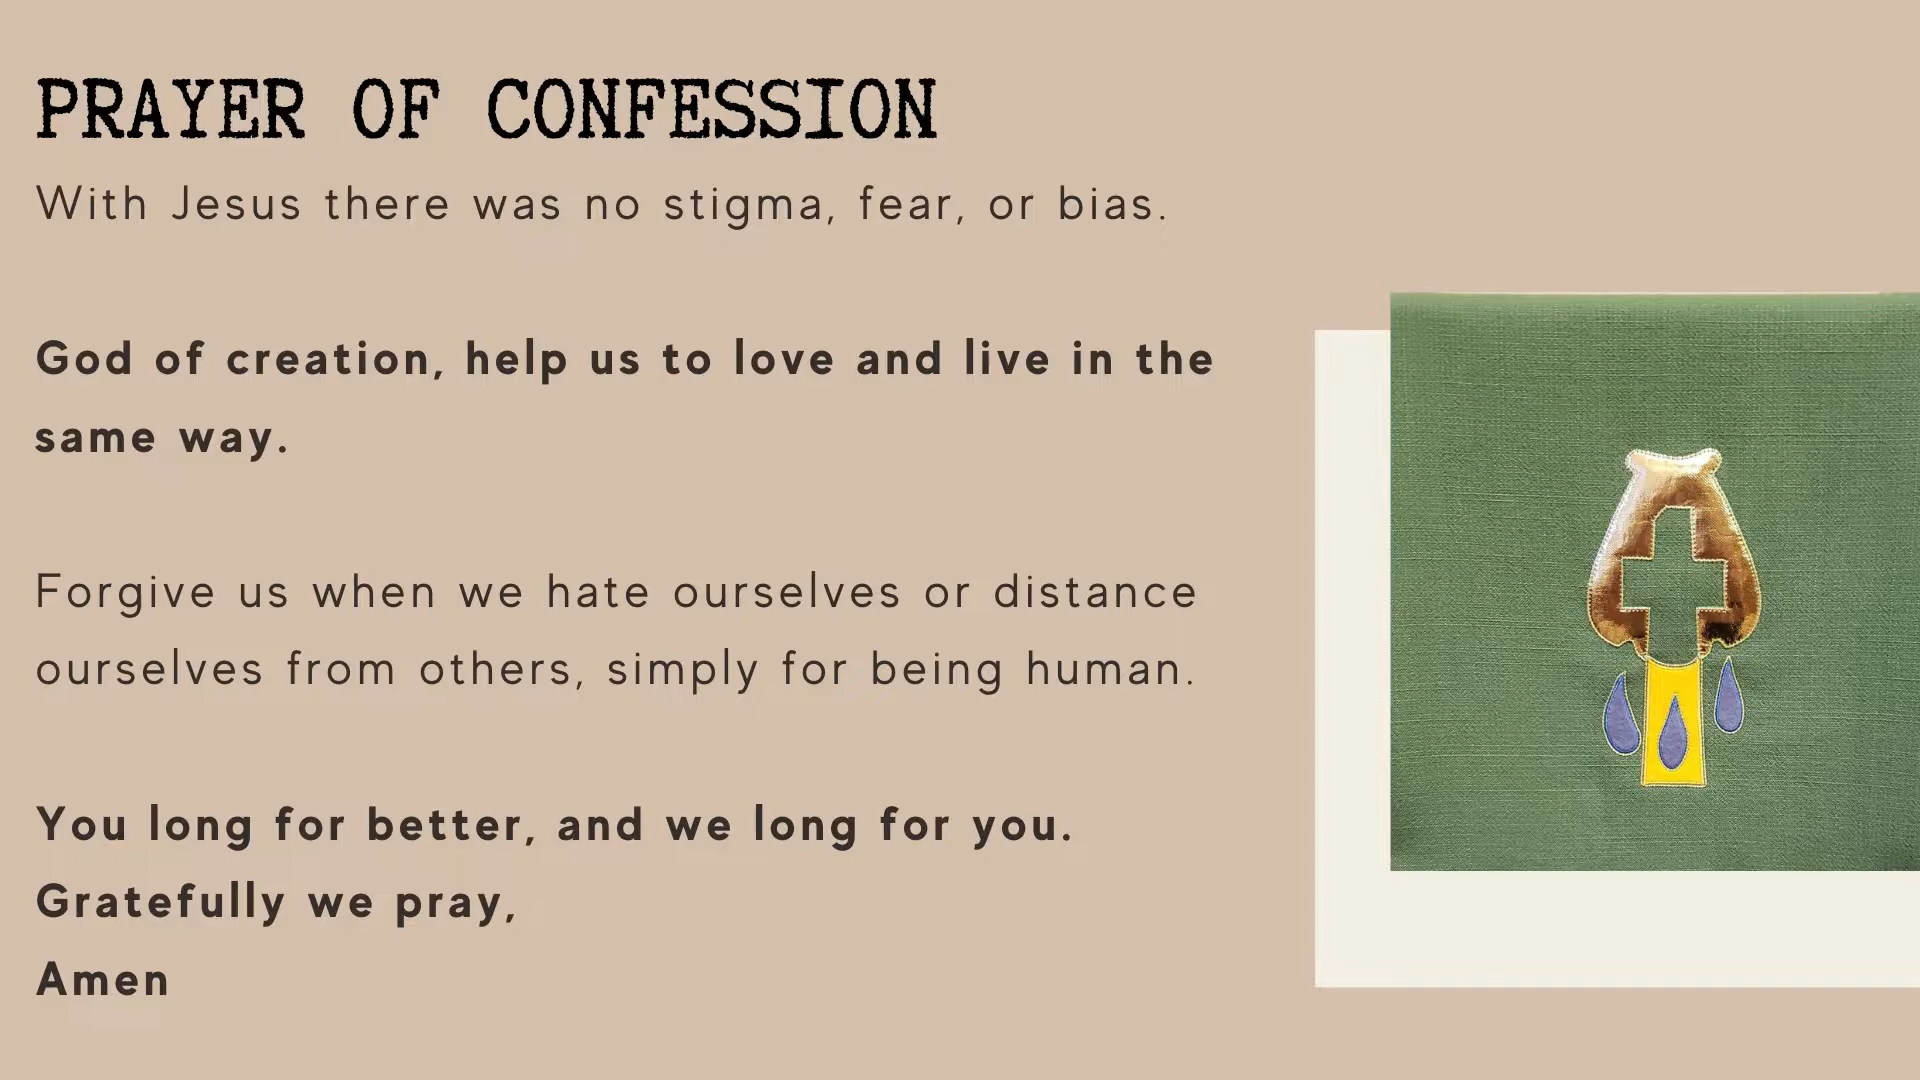 PRAYER OF CONFESSION
With Jesus there was no stigma, fear, or bias.
God of creation, help us to love and live in the
same way.
Forgive us when we hate ourselves or distance
ourselves from others, simply for being human.
You long for better, and we long for you.
Gratefully we pray,
Amen